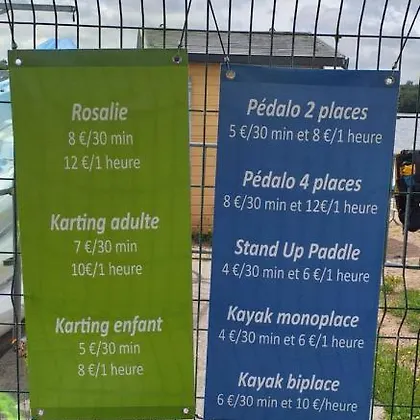 Rosalie
8 €/30 min
12 €/1 heure
Karting adulte
7 €/30 min
10€/1 heure
Karting enfant
5 €/30 min
8 €/1 heure
Pédalo 2 places
5 €/30 min et 8 €/1 heure
Pédalo 4 places
8 €/30 min et 12€/1 heure
Stand Up Paddle
4 €/30 min et 6 €/1 heure
Kayak monoplace
4 €/30 min et 6 €/1 heure
Kayak biplace
6 €/30 min et 10 €/heure